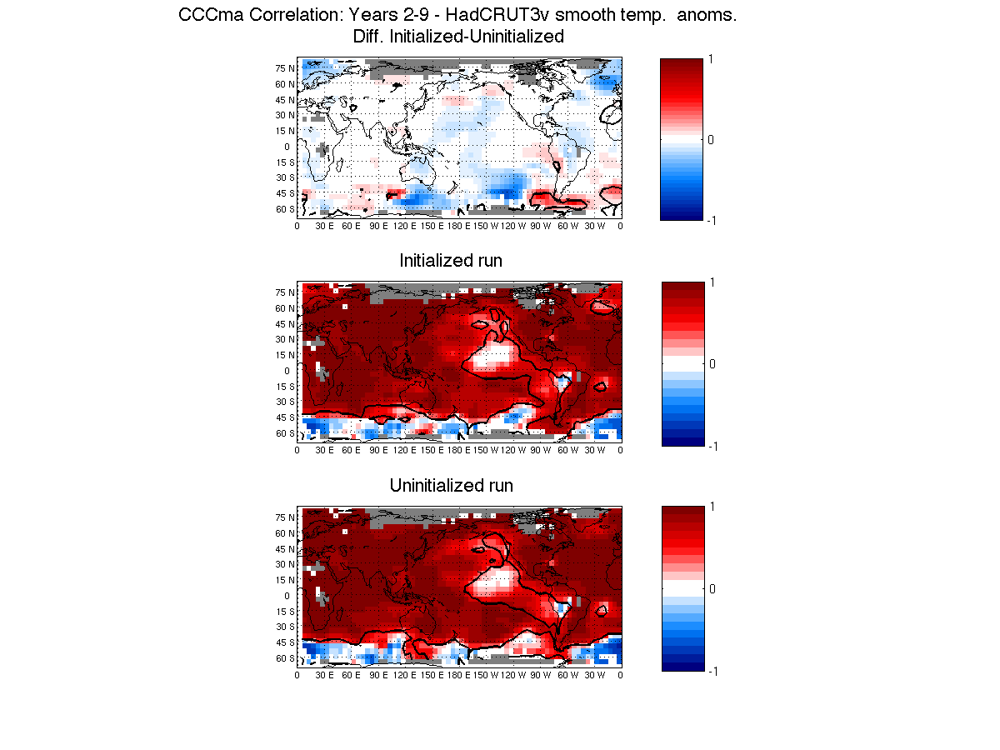 CCCma Correlation: Years 2-9 - HadCRUT3v smooth temp.  anoms.
Diff. Initialized-Uninitialized
75 N
60 N
45 N
30 N
15 N
0
15 S
30 S
45 S
60 S
0 30 E 60 E 90 E 120 E 150 E 180 E 150 W 120 W 90 W 60 W 30 W 0
1
0
-1
Initialized run
75 N
60 N
45 N
30 N
15 N
0
15 S
30 S
45 S
60 S
0 30 E 60 E 90 E 120 E 150 E 180 E 150 W 120 W 90 W 60 W 30 W 0
1
0
-1
Uninitialized run
75 N
60 N
45 N
30 N
15 N
0
15 S
30 S
45 S
60 S
0 30 E 60 E 90 E 120 E 150 E 180 E 150 W 120 W 90 W 60 W 30 W 0
1
0
-1